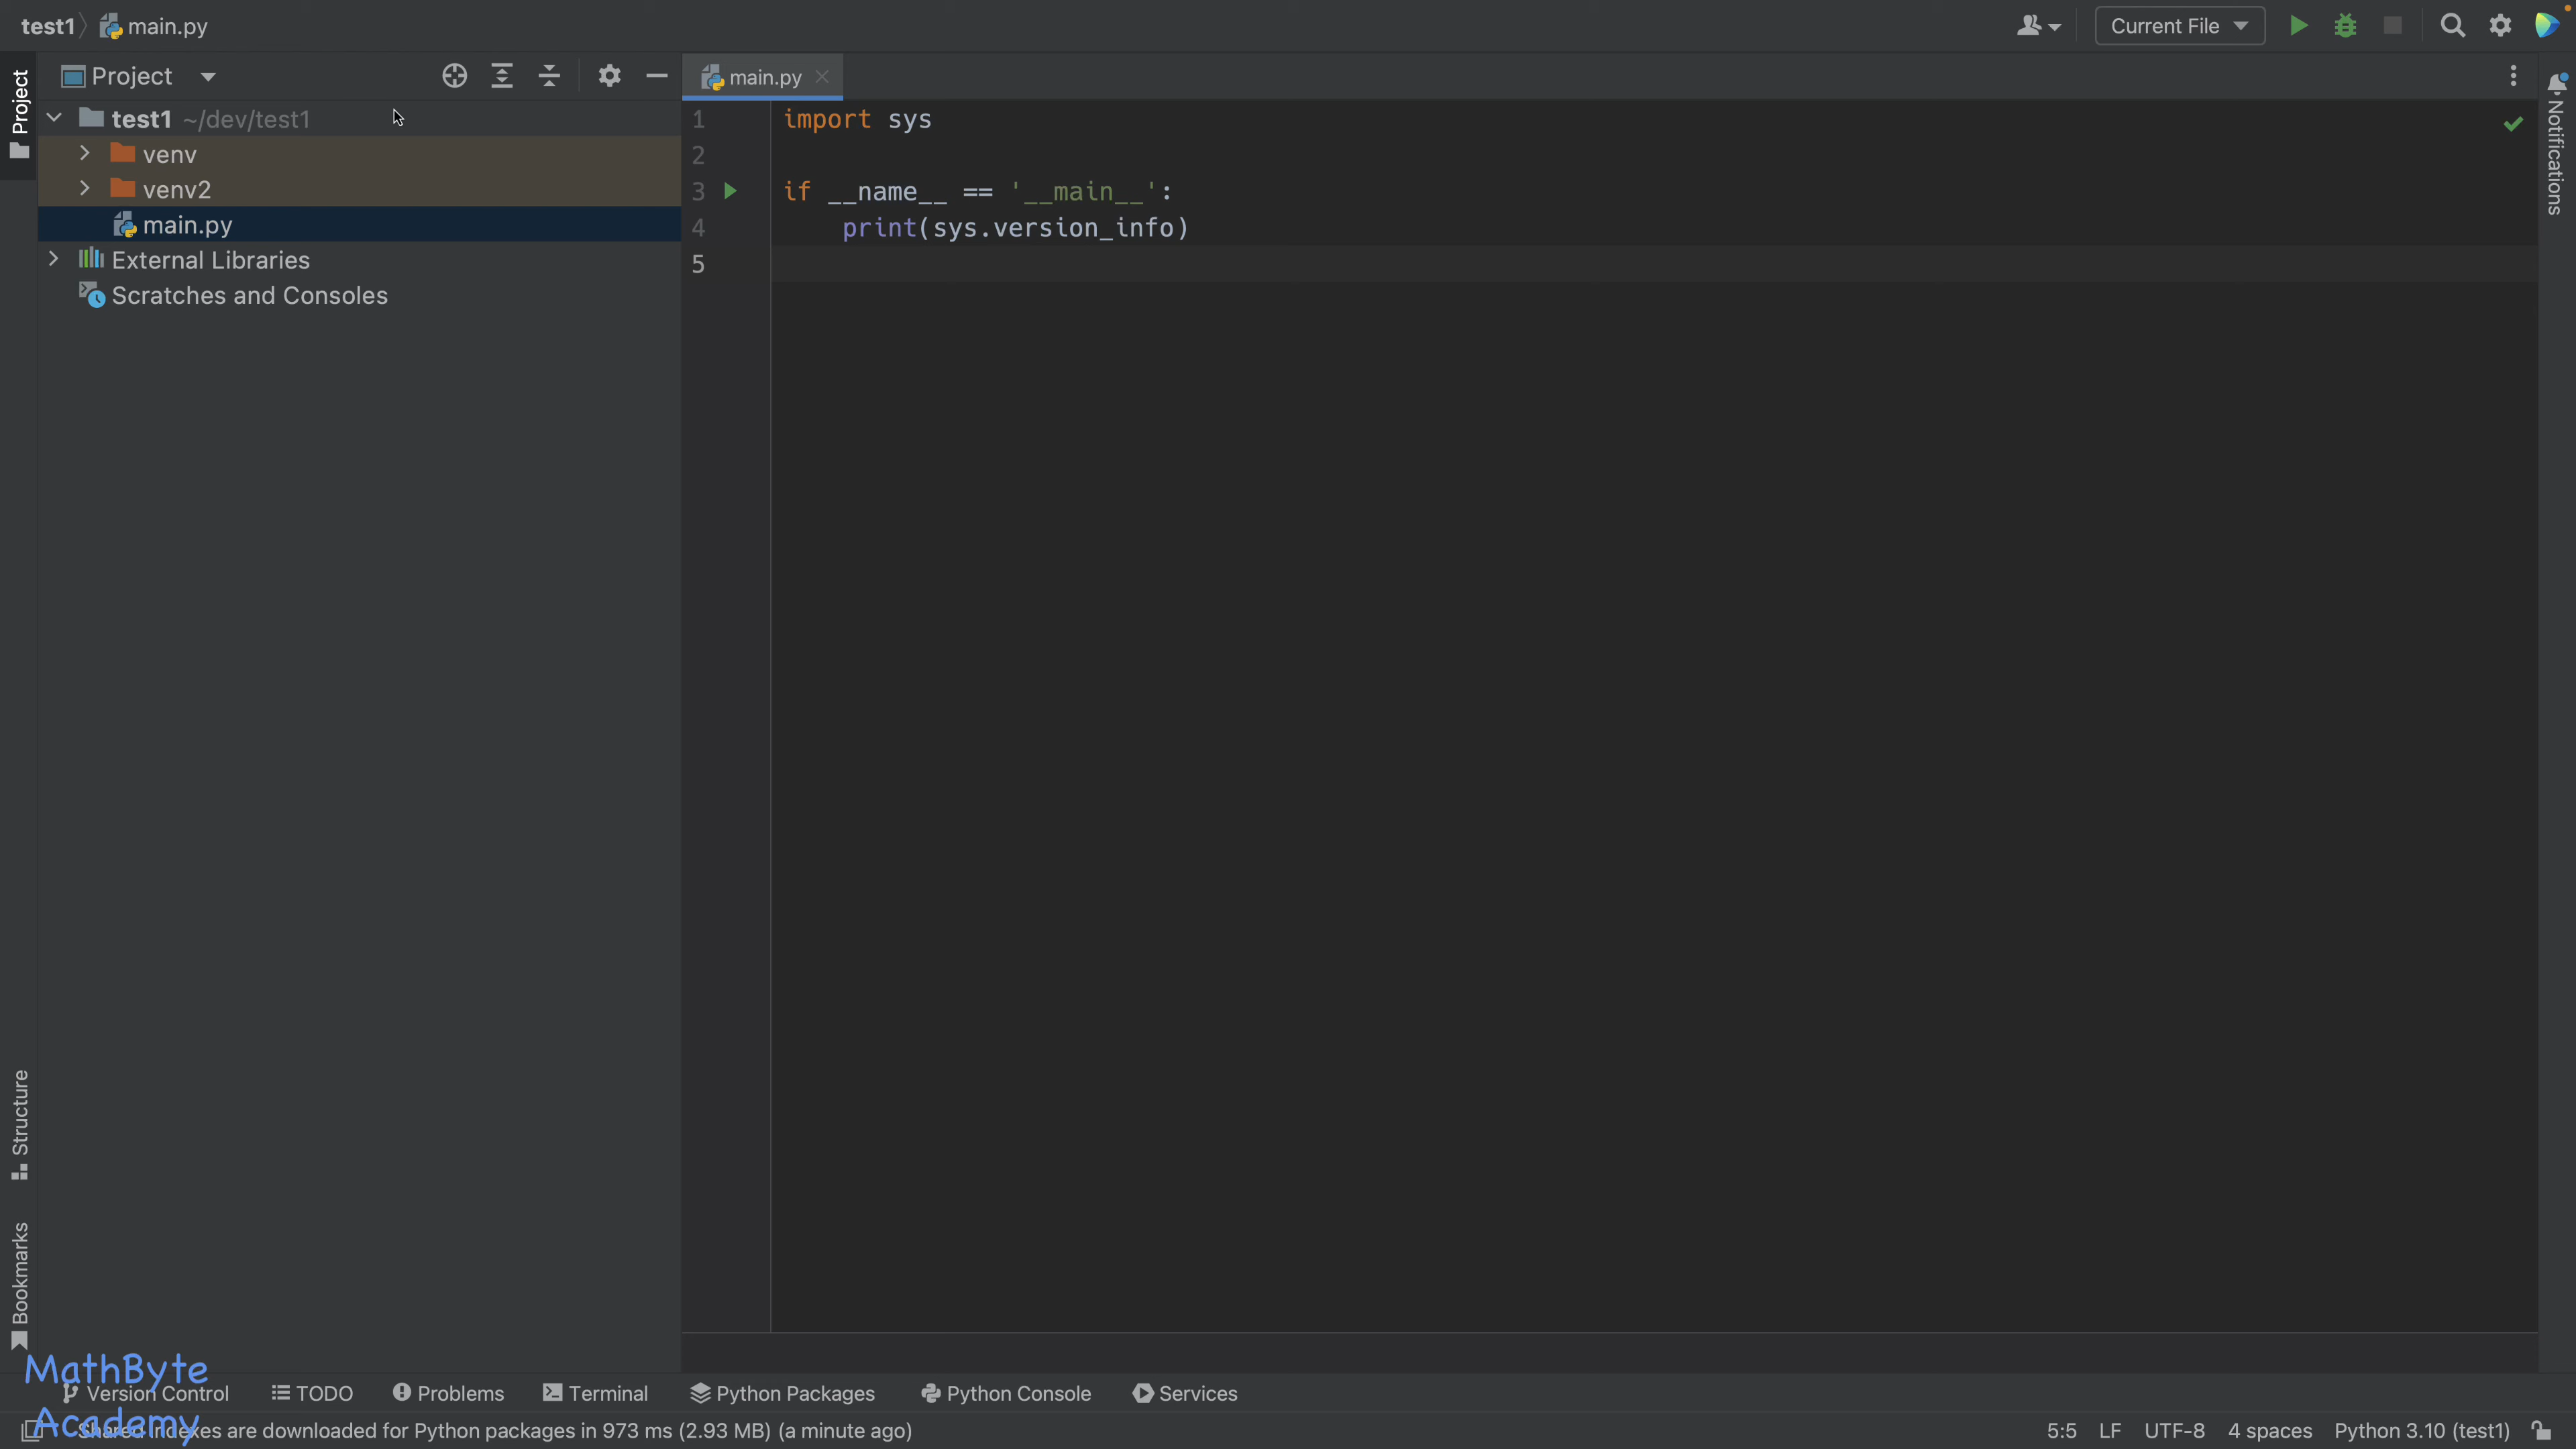 test1 main.py
Current File
Project
Project
main.py
Notifications
test1 ~/dev/test1
venv
venv2
main.py
External Libraries
Scratches and Consoles
1 import sys
2
3 if __name__ == '__main__':
4     print(sys.version_info)
5
Structure
Bookmarks
MathByte
Academy
Version Control TODO Problems Terminal Python Packages Python Console Services
Shared indexes are downloaded for Python packages in 973 ms (2.93 MB) (a minute ago)
5:5 LF UTF-8 4 spaces Python 3.10 (test1)